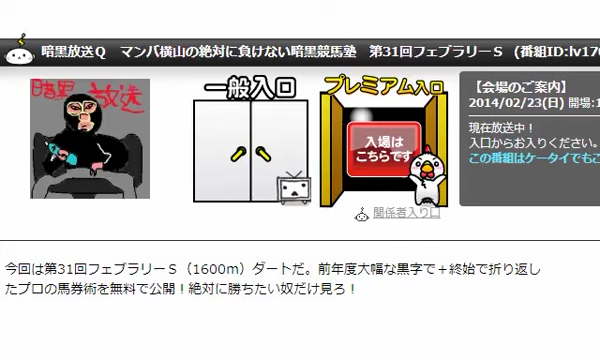 暗黒放送Ｑ　マンバ横山の絶対に負けない暗黒競馬塾　第31回フェブラリーＳ (番組ID:lv17
暗黒 放送
一般入口
プレミアム入口
入場は
こちらです
関係者入り口
【会場のご案内】
2014/02/23(日) 開場:1
現在放送中！
入口からお入りください。
この番組はケータイでもご
今回は第31回フェブラリーＳ（1600ｍ）ダートだ。前年度大幅な黒字で＋終始で折り返し
たプロの馬券術を無料で公開！絶対に勝ちたい奴だけ見ろ！